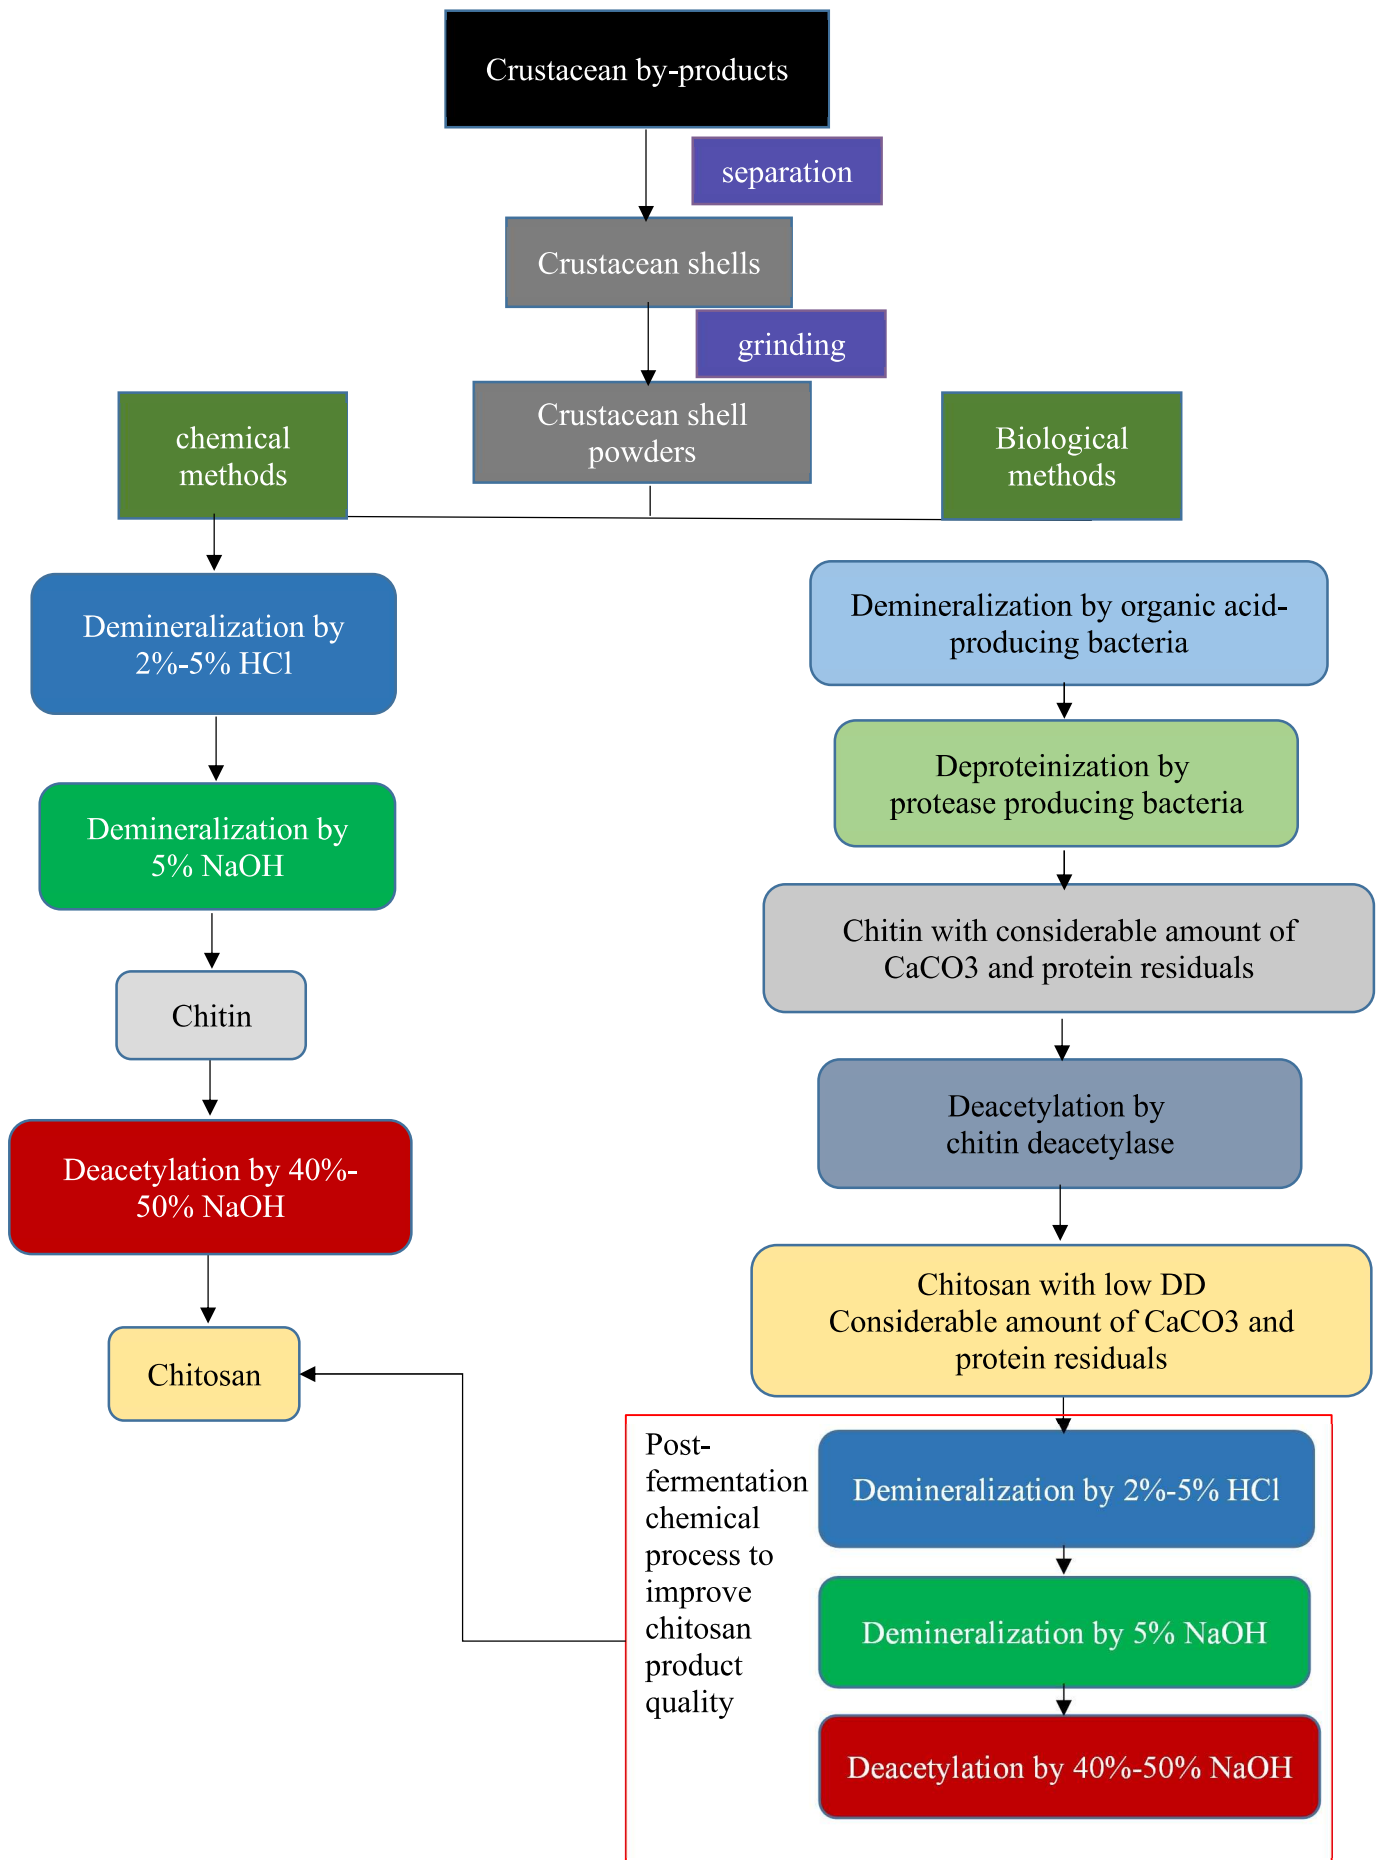 Crustacean by-products
separation
Crustacean shells
grinding
Crustacean shell
powders
chemical
methods
Biological
methods
Demineralization by
2%-5% HCl
Demineralization by
5% NaOH
Chitin
Deacetylation by 40%-
50% NaOH
Chitosan
Demineralization by organic acid-
producing bacteria
Deproteinization by
protease producing bacteria
Chitin with considerable amount of
CaCO3 and protein residuals
Deacetylation by
chitin deacetylase
Chitosan with low DD
Considerable amount of CaCO3 and
protein residuals
Post-
fermentation
chemical
process to
improve
chitosan
product
quality
Demineralization by 2%-5% HCl
Demineralization by 5% NaOH
Deacetylation by 40%-50% NaOH